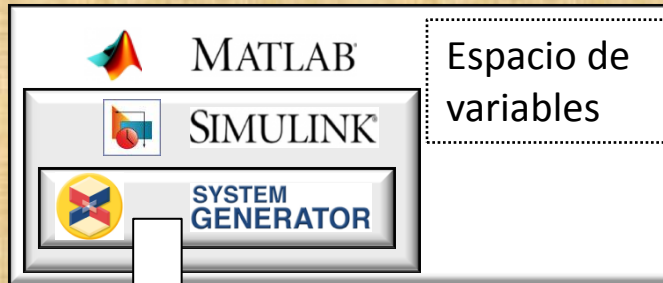 MATLAB®
SIMULINK®
SYSTEM
GENERATOR
Espacio de
variables